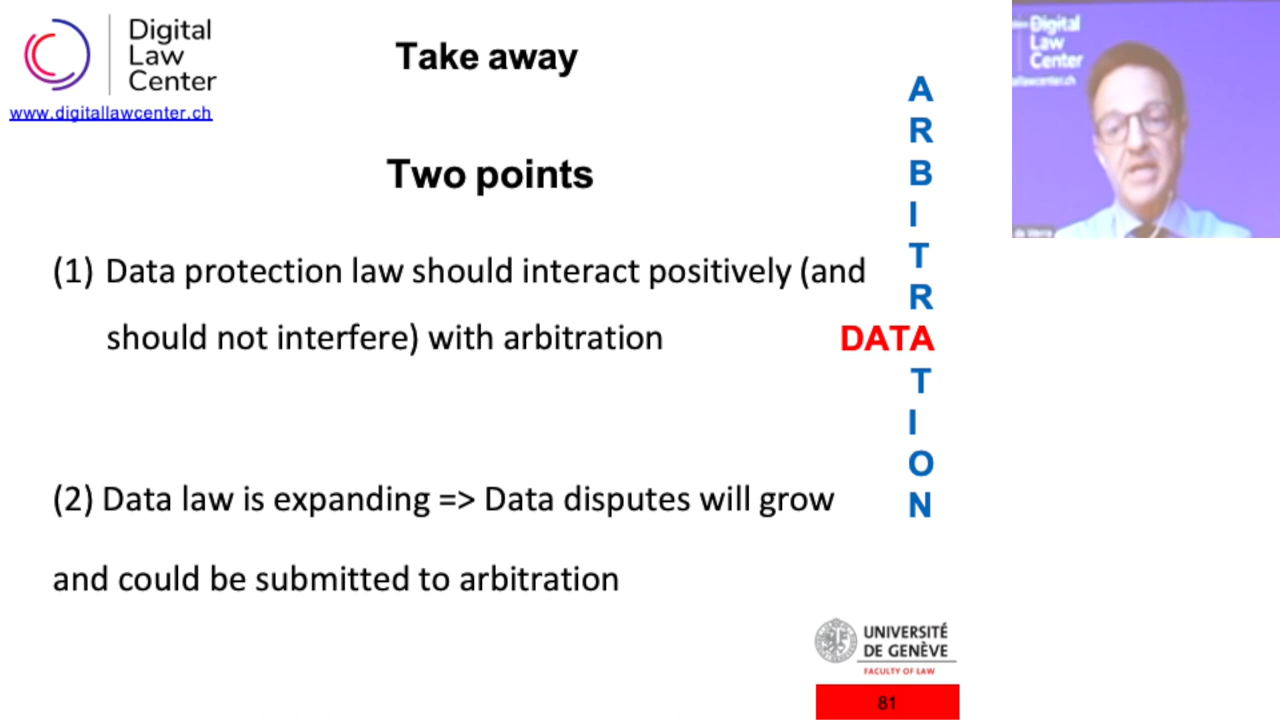 Digital
Law
Center
www.digitallawcenter.ch
Take away
Two points
(1) Data protection law should interact positively (and
should not interfere) with arbitration
(2) Data law is expanding => Data disputes will grow
and could be submitted to arbitration
A
R
B
I
T
R
DATA
T
I
O
N
UNIVERSITÉ
DE GENÈVE
FACULTY OF LAW
81
Digital
Law
Center